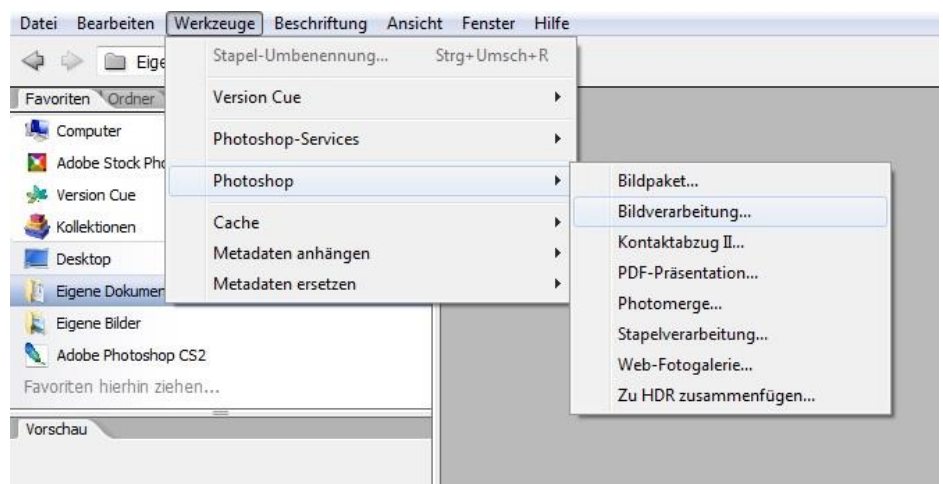 Datei Bearbeiten Werkzeuge Beschriftung Ansicht Fenster Hilfe
Eige
Stapel-Umbenennung... Strg+Umsch+R
Version Cue
Photoshop-Services
Photoshop
Cache
Metadaten anhängen
Metadaten ersetzen
Bildpaket...
Bildverarbeitung...
Kontaktabzug II...
PDF-Präsentation...
Photomerge...
Stapelverarbeitung...
Web-Fotogalerie...
Zu HDR zusammenfügen...
Favoriten Ordner
Computer
Adobe Stock Pho
Version Cue
Kollektionen
Desktop
Eigene Dokumen
Eigene Bilder
Adobe Photoshop CS2
Favoriten hierhin ziehen...
Vorschau